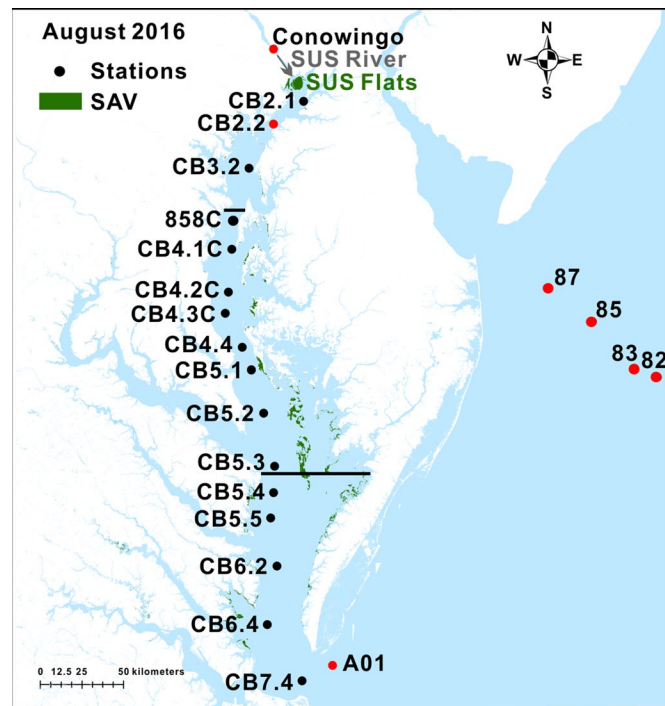 August 2016
Stations
SAV
Conowingo
SUS River
SUS Flats
N
W E
S
CB2.1
CB2.2
CB3.2
858C
CB4.1C
CB4.2C
CB4.3C
CB4.4
CB5.1
CB5.2
CB5.3
CB5.4
CB5.5
CB6.2
CB6.4
CB7.4
A01
87
85
83 82
0 12.5 25 50 kilometers